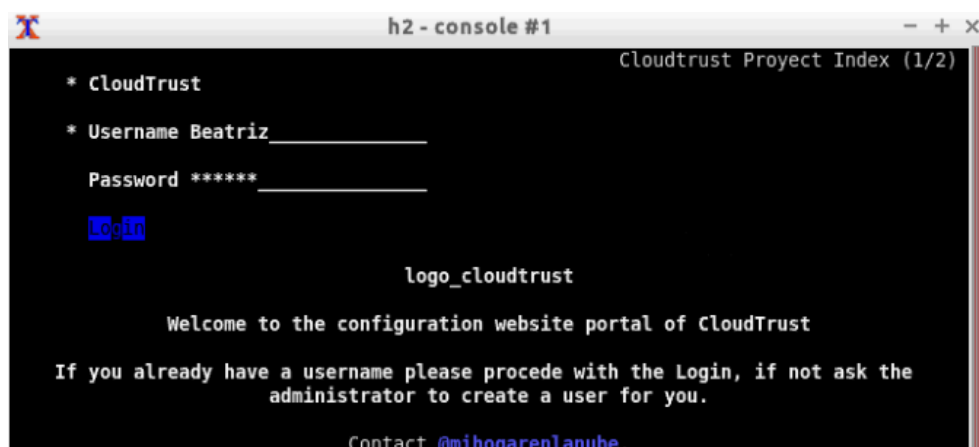 h2 - console #1
Cloudtrust Proyect Index (1/2)
* CloudTrust
* Username Beatriz______________
Password ******_______________
Login
logo_cloudtrust
Welcome to the configuration website portal of CloudTrust
If you already have a username please procede with the Login, if not ask the
administrator to create a user for you.
Contact @mihogarenlanube